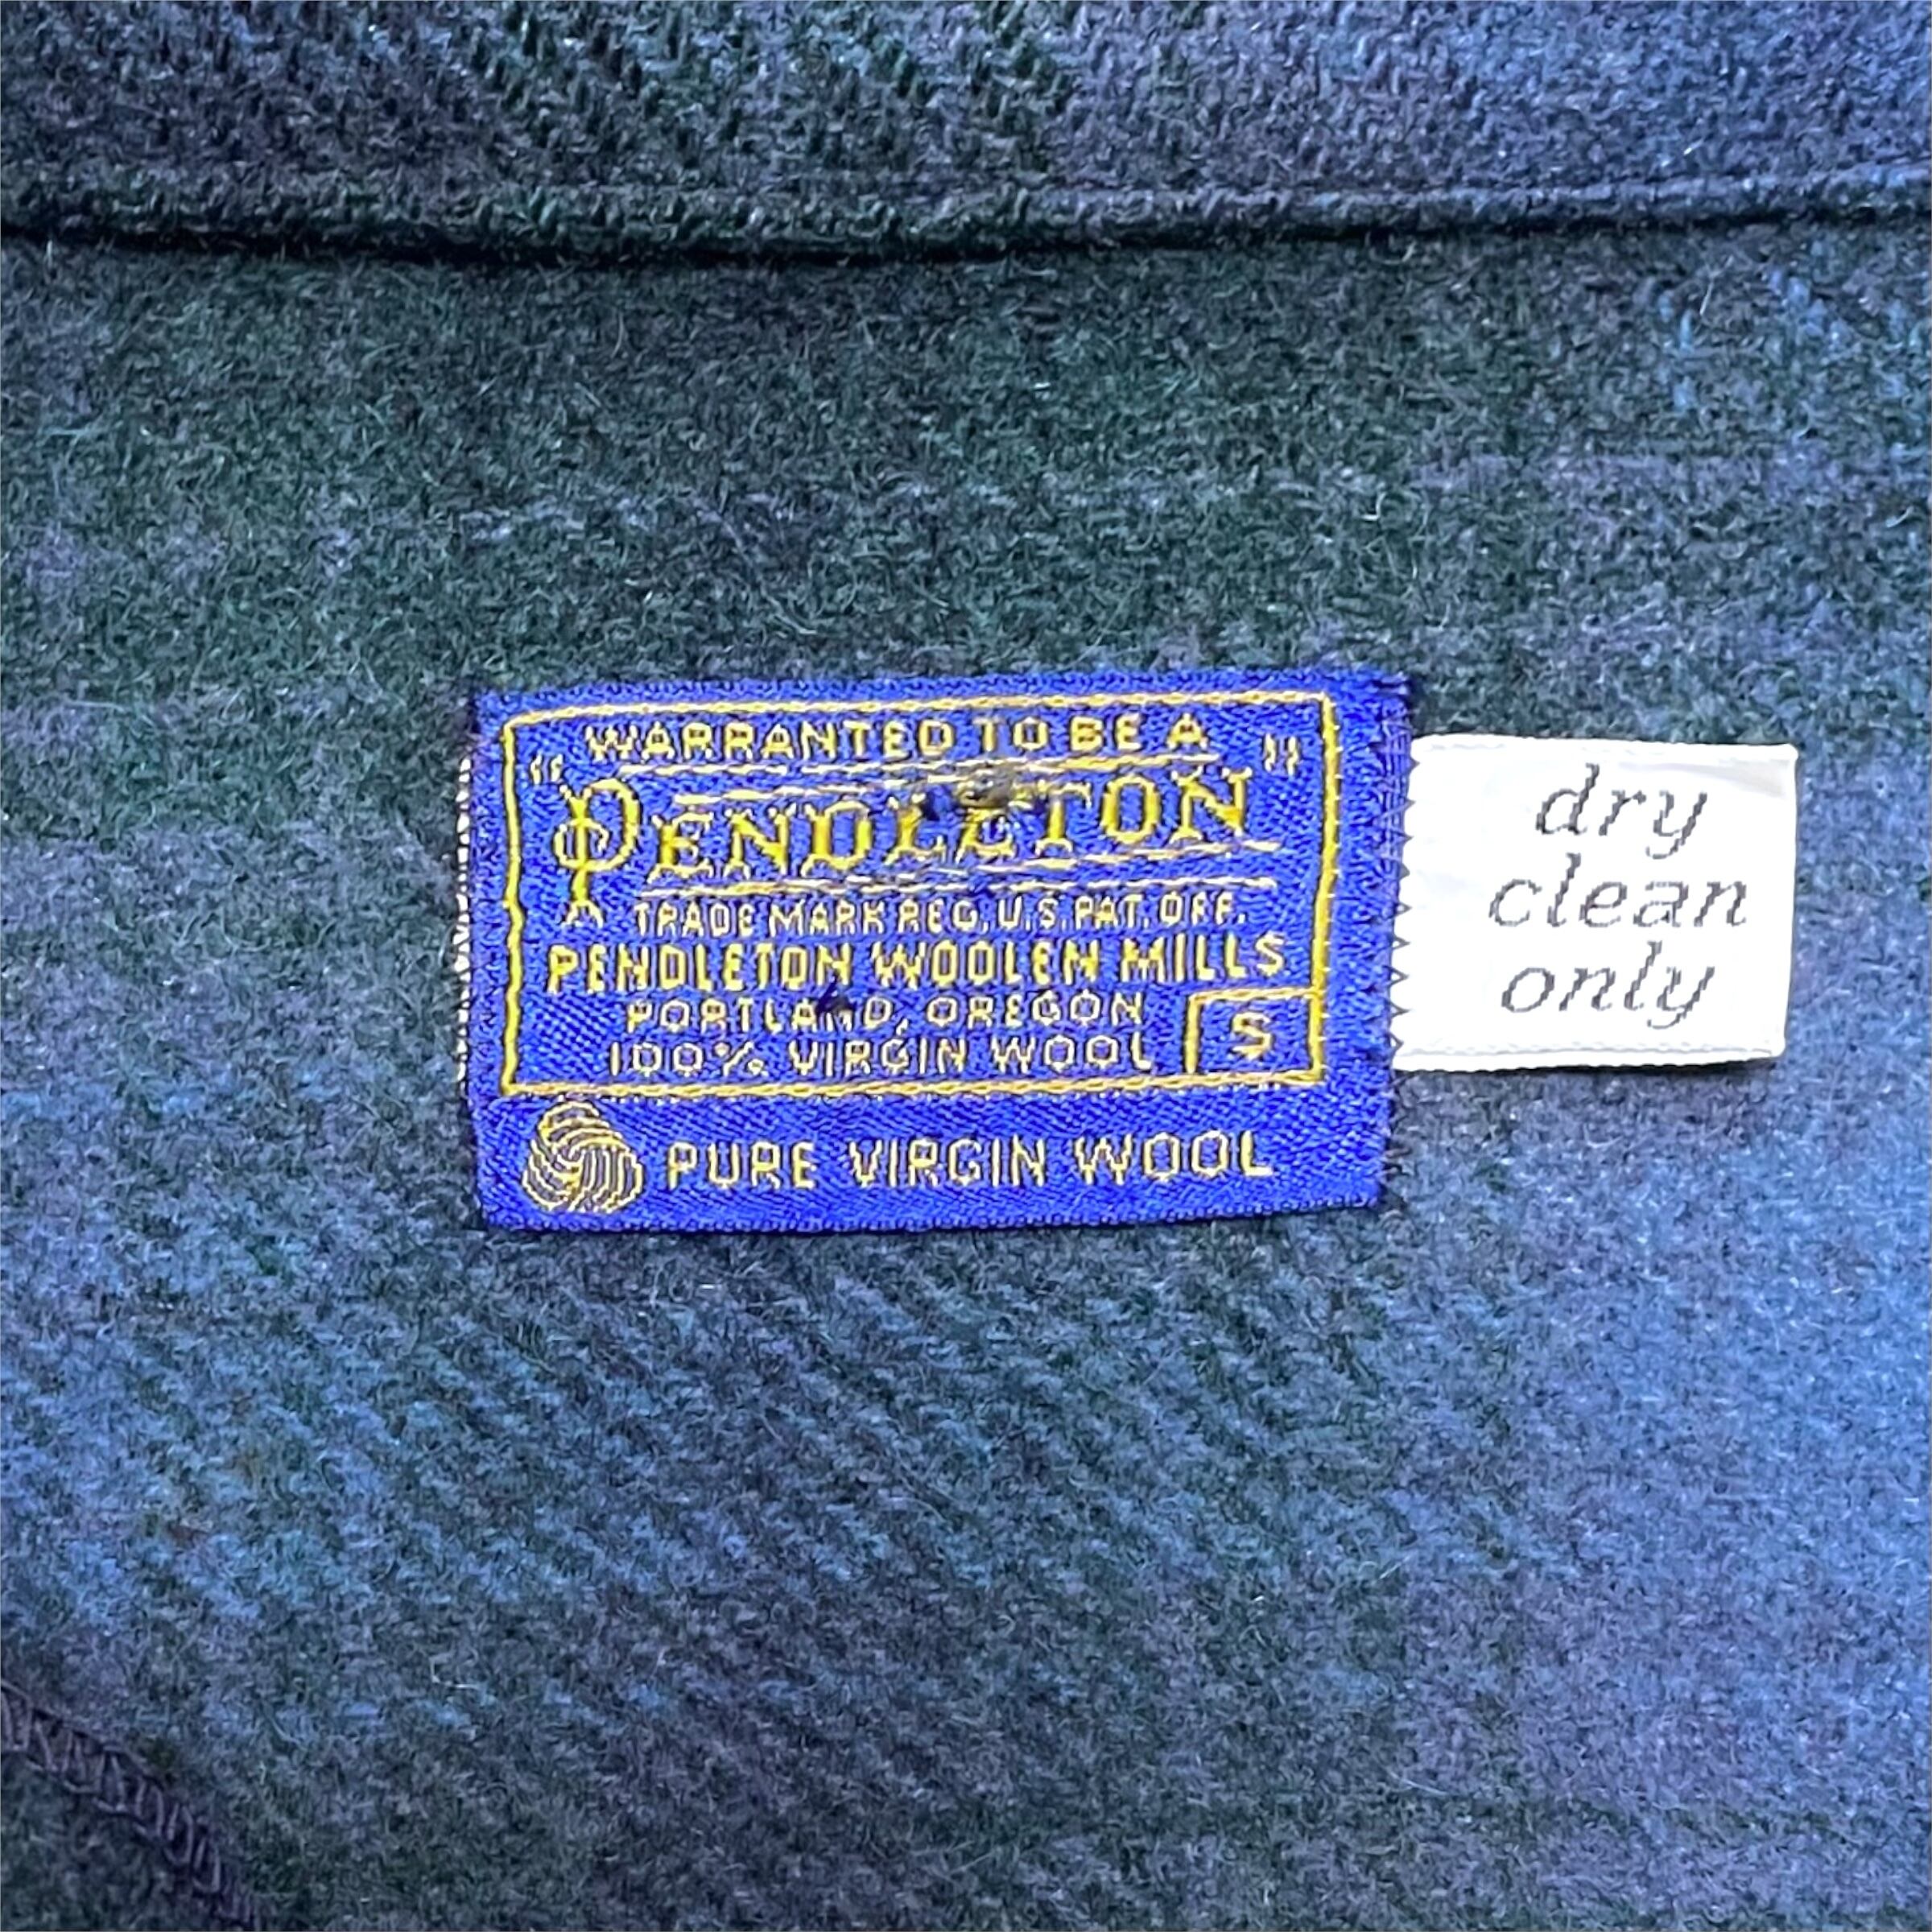 WARRANTED TO BE A
"PENDLETON"
TRADE MARK REG. U.S. PAT. OFF.
PENDLETON WOOLEN MILLS
PORTLAND, OREGON
100% VIRGIN WOOL
S
PURE VIRGIN WOOL
dry
clean
only